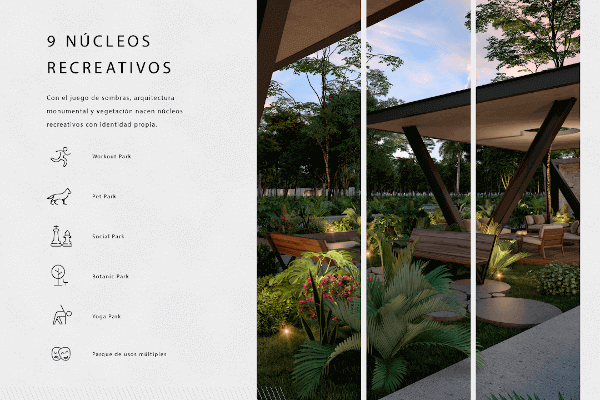 9 NÚCLEOS
RECREATIVOS
Con el juego de sombras, arquitectura
monumental y vegetación nacen núcleos
recreativos con identidad propia.
Workout Park
Pet Park
Social Park
Botanic Park
Yoga Park
Parque de usos múltiples